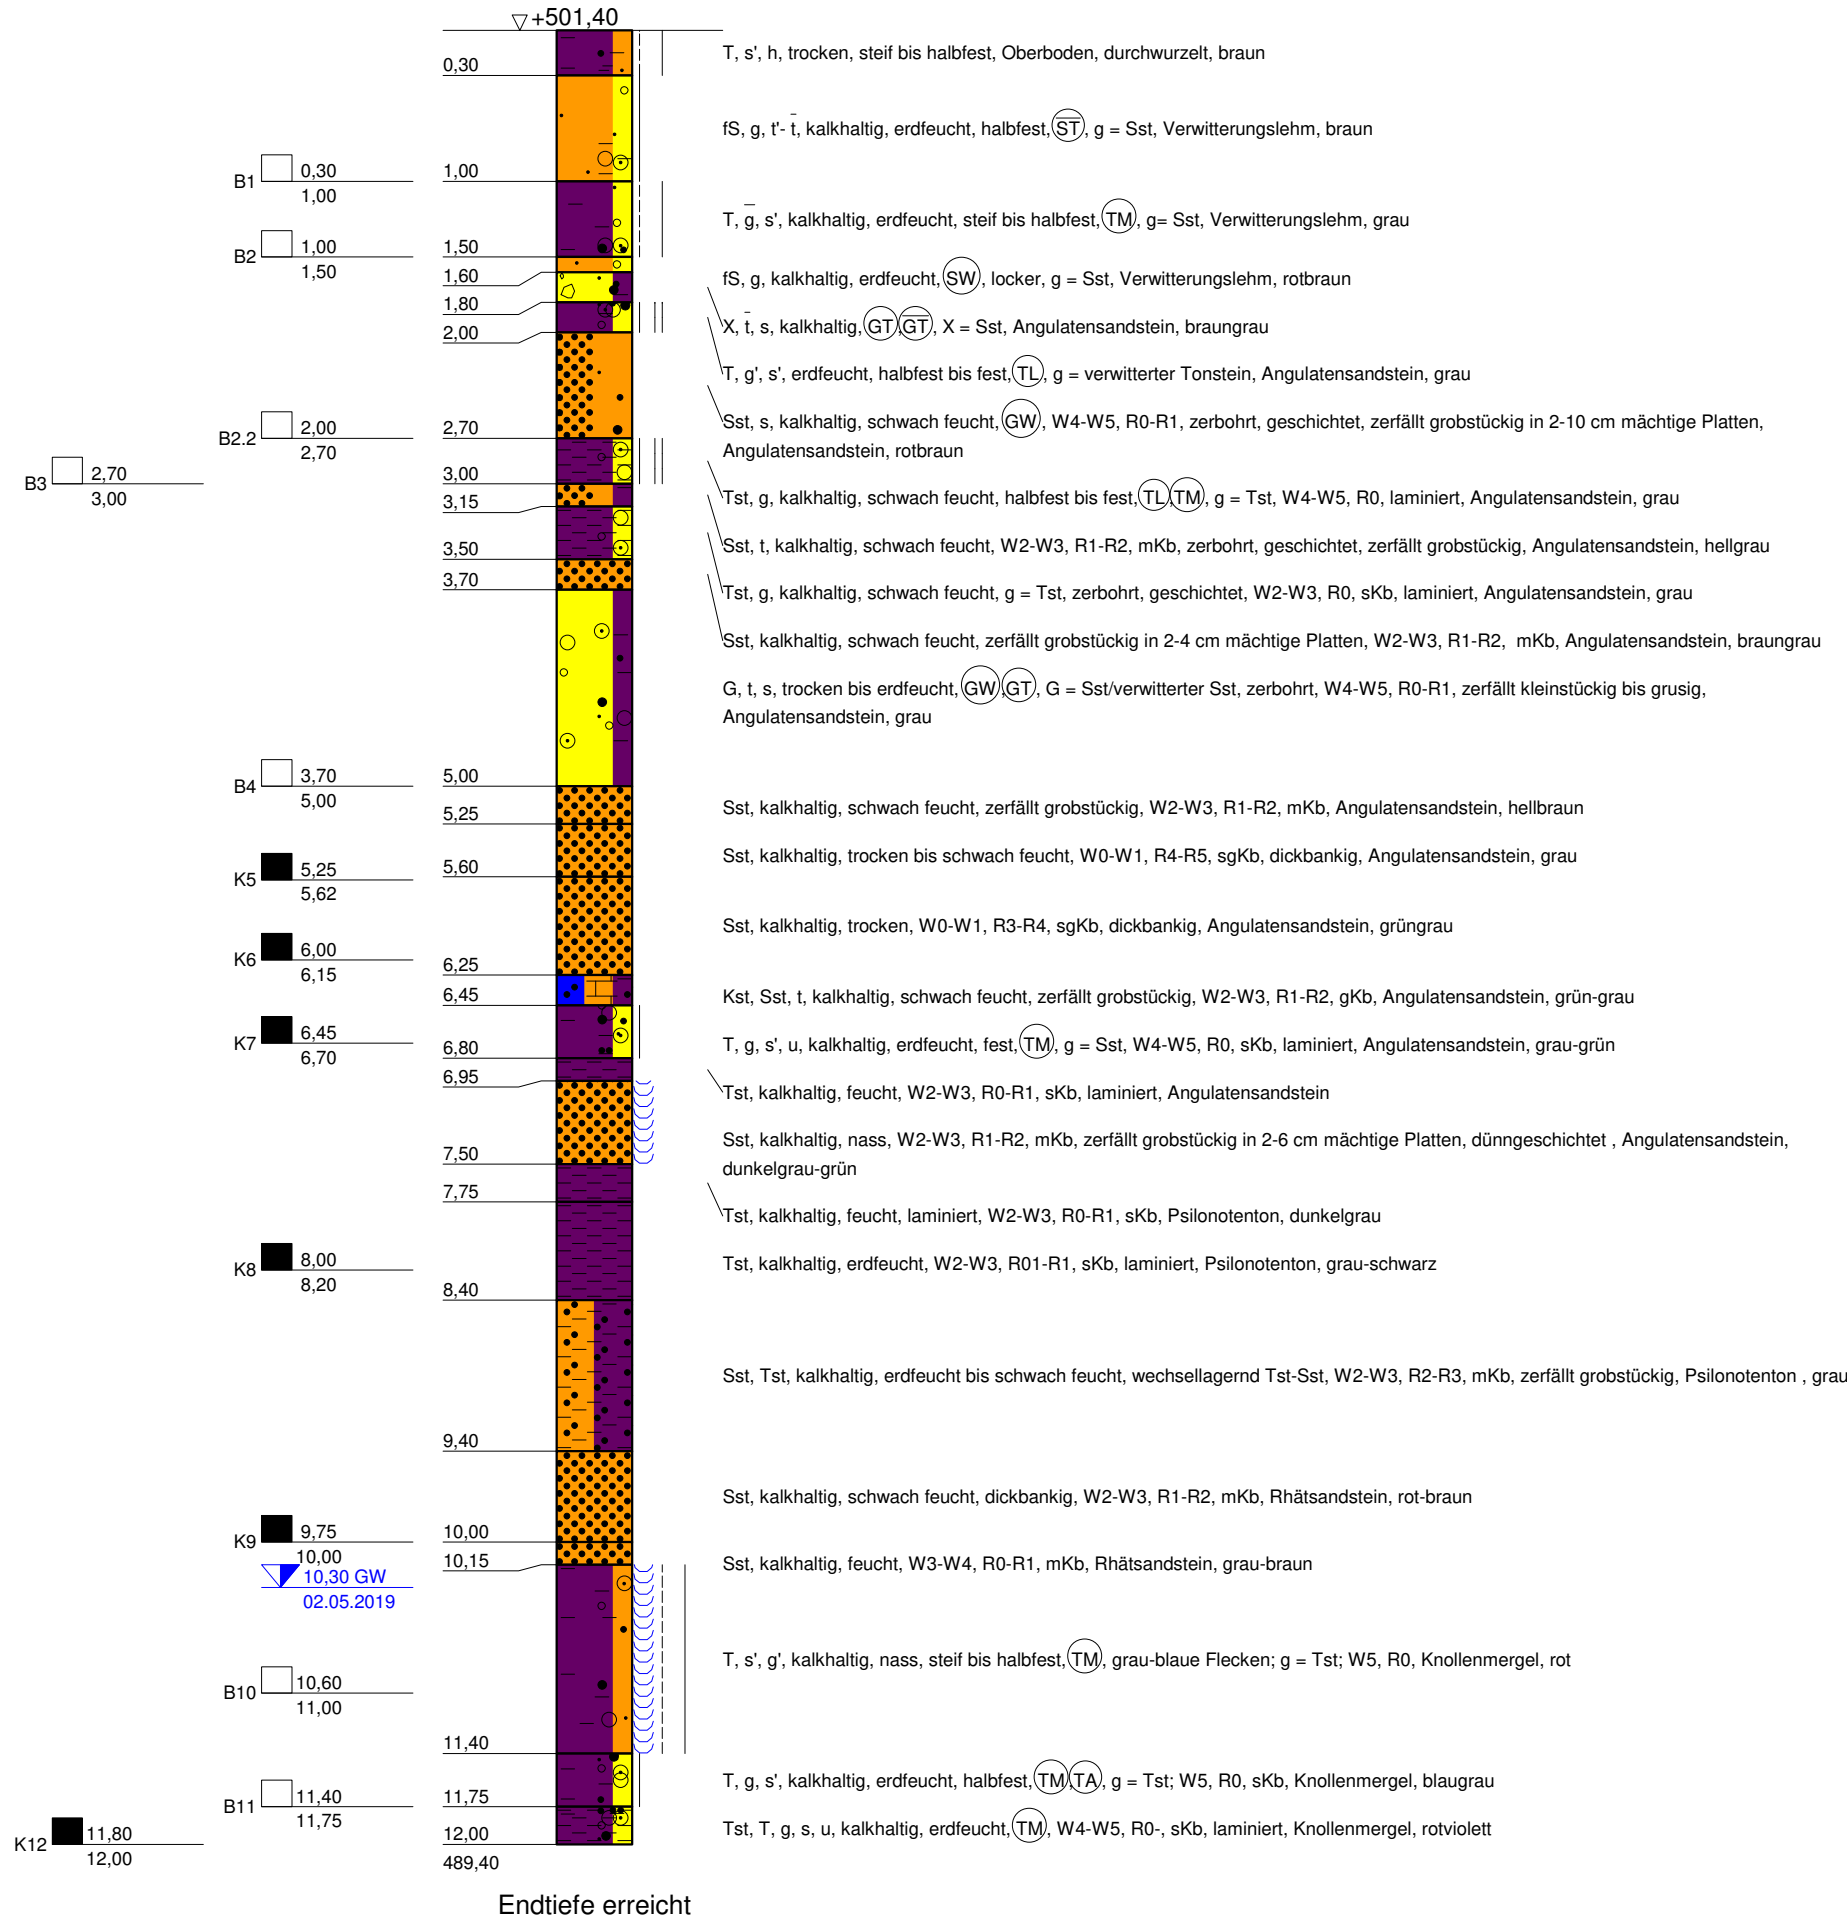 +501,40
T, s', h, trocken, steif bis halbfest, Oberboden, durchwurzelt, braun
0,30
fS, g, t'- t̄, kalkhaltig, erdfeucht, halbfest, S̅T̅, g = Sst, Verwitterungslehm, braun
B1 0,30 1,00
1,00
T, g̅, s', kalkhaltig, erdfeucht, steif bis halbfest, TM, g= Sst, Verwitterungslehm, grau
B2 1,00 1,50
1,50
1,60
fS, g, kalkhaltig, erdfeucht, SW, locker, g = Sst, Verwitterungslehm, rotbraun
1,80
X, t̄, s, kalkhaltig, GT, G̅T̅, X = Sst, Angulatensandstein, braungrau
2,00
T, g', s', erdfeucht, halbfest bis fest, TL, g = verwitterter Tonstein, Angulatensandstein, grau
B2.2 2,00 2,70
2,70
Sst, s, kalkhaltig, schwach feucht, GW, W4-W5, R0-R1, zerbohrt, geschichtet, zerfällt grobstückig in 2-10 cm mächtige Platten,
Angulatensandstein, rotbraun
B3 2,70 3,00
3,00
Tst, g, kalkhaltig, schwach feucht, halbfest bis fest, TL, TM, g = Tst, W4-W5, R0, laminiert, Angulatensandstein, grau
3,15
Sst, t, kalkhaltig, schwach feucht, W2-W3, R1-R2, mKb, zerbohrt, geschichtet, zerfällt grobstückig, Angulatensandstein, hellgrau
3,50
Tst, g, kalkhaltig, schwach feucht, g = Tst, zerbohrt, geschichtet, W2-W3, R0, sKb, laminiert, Angulatensandstein, grau
3,70
Sst, kalkhaltig, schwach feucht, zerfällt grobstückig in 2-4 cm mächtige Platten, W2-W3, R1-R2, mKb, Angulatensandstein, braungrau
G, t, s, trocken bis erdfeucht, GW, GT, G = Sst/verwitterter Sst, zerbohrt, W4-W5, R0-R1, zerfällt kleinstückig bis grusig,
Angulatensandstein, grau
B4 3,70 5,00
5,00
Sst, kalkhaltig, schwach feucht, zerfällt grobstückig, W2-W3, R1-R2, mKb, Angulatensandstein, hellbraun
5,25
Sst, kalkhaltig, trocken bis schwach feucht, W0-W1, R4-R5, sgKb, dickbankig, Angulatensandstein, grau
K5 5,25 5,62
5,60
Sst, kalkhaltig, trocken, W0-W1, R3-R4, sgKb, dickbankig, Angulatensandstein, grüngrau
K6 6,00 6,15
6,25
Kst, Sst, t, kalkhaltig, schwach feucht, zerfällt grobstückig, W2-W3, R1-R2, gKb, Angulatensandstein, grün-grau
6,45
T, g, s', u, kalkhaltig, erdfeucht, fest, TM, g = Sst, W4-W5, R0, sKb, laminiert, Angulatensandstein, grau-grün
K7 6,45 6,70
6,80
Tst, kalkhaltig, feucht, W2-W3, R0-R1, sKb, laminiert, Angulatensandstein
6,95
Sst, kalkhaltig, nass, W2-W3, R1-R2, mKb, zerfällt grobstückig in 2-6 cm mächtige Platten, dünngeschichtet , Angulatensandstein,
dunkelgrau-grün
7,50
Tst, kalkhaltig, feucht, laminiert, W2-W3, R0-R1, sKb, Psilonotenton, dunkelgrau
7,75
Tst, kalkhaltig, erdfeucht, W2-W3, R01-R1, sKb, laminiert, Psilonotenton, grau-schwarz
K8 8,00 8,20
8,40
Sst, Tst, kalkhaltig, erdfeucht bis schwach feucht, wechsellagernd Tst-Sst, W2-W3, R2-R3, mKb, zerfällt grobstückig, Psilonotenton , grau
9,40
Sst, kalkhaltig, schwach feucht, dickbankig, W2-W3, R1-R2, mKb, Rhätsandstein, rot-braun
K9 9,75 10,00
10,00
Sst, kalkhaltig, feucht, W3-W4, R0-R1, mKb, Rhätsandstein, grau-braun
10,15
10,30 GW
02.05.2019
T, s', g', kalkhaltig, nass, steif bis halbfest, TM, grau-blaue Flecken; g = Tst; W5, R0, Knollenmergel, rot
B10 10,60 11,00
11,40
T, g, s', kalkhaltig, erdfeucht, halbfest, TM, TA, g = Tst; W5, R0, sKb, Knollenmergel, blaugrau
B11 11,40 11,75
11,75
Tst, T, g, s, u, kalkhaltig, erdfeucht, TM, W4-W5, R0-, sKb, laminiert, Knollenmergel, rotviolett
K12 11,80 12,00
12,00
489,40
Endtiefe erreicht